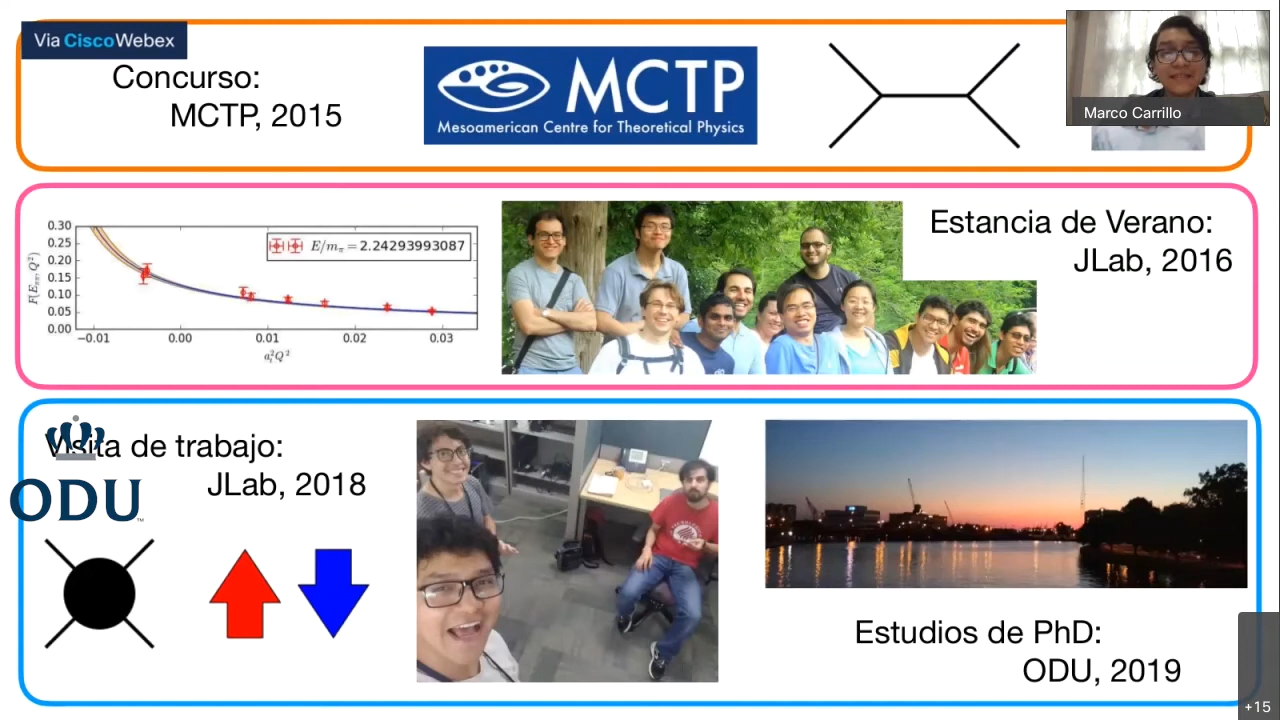 Via CiscoWebex
Concurso:
MCTP, 2015
MCTP
Mesoamerican Centre for Theoretical Physics
Marco Carrillo
0.30
0.25
0.20
0.15
0.10
0.05
0.00
F(Eππ, Q²)
E/mπ = 2.24293993087
−0.01
0.00
0.01
0.02
0.03
Estancia de Verano:
JLab, 2016
Visita de trabajo:
JLab, 2018
ODU
Estudios de PhD:
ODU, 2019
+15